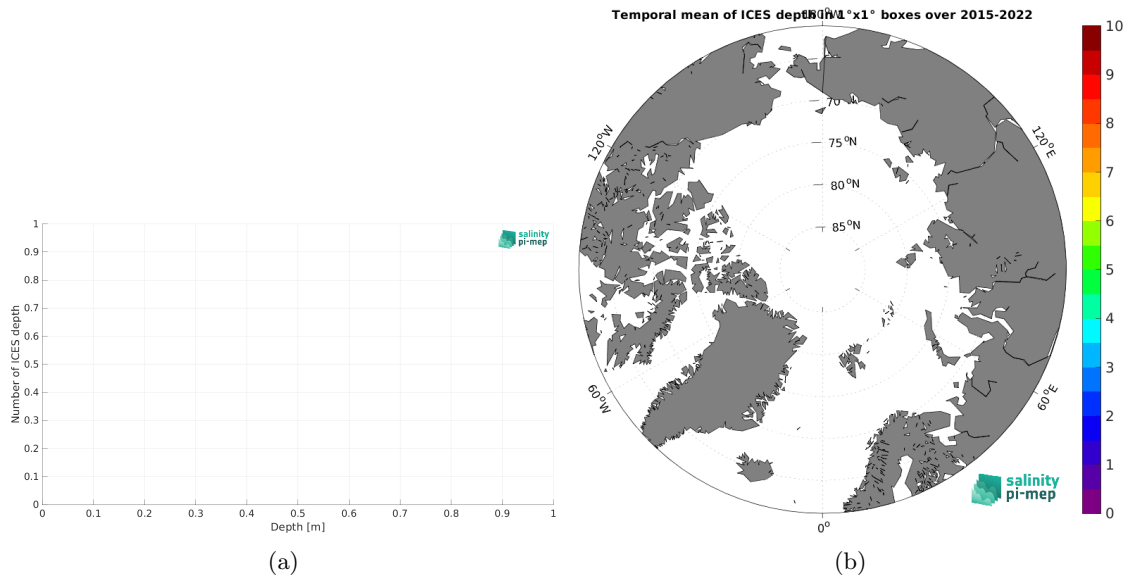 Temporal mean of ICES depth in 1°x1° boxes over 2015-2022
180°W
120°W
120°E
60°W
60°E
0°
70°N
75°N
80°N
85°N
10
9
8
7
6
5
4
3
2
1
0
salinity
pi-mep
1
0.9
0.8
0.7
0.6
0.5
0.4
0.3
0.2
0.1
0
Number of ICES depth
0 0.1 0.2 0.3 0.4 0.5 0.6 0.7 0.8 0.9 1
Depth [m]
salinity
pi-mep
(a)
(b)